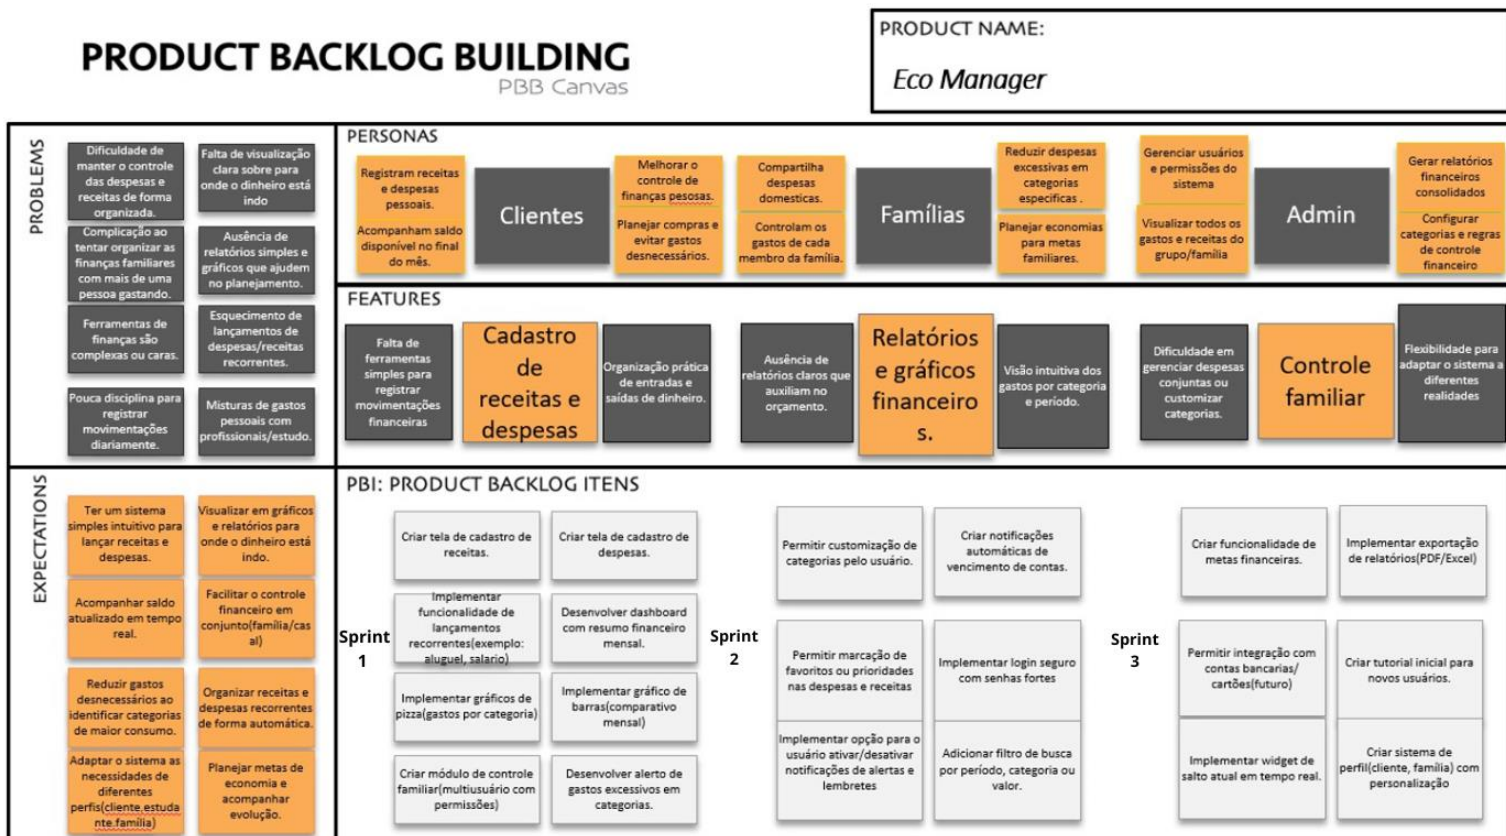 PRODUCT BACKLOG BUILDING
PBB Canvas
PRODUCT NAME:
Eco Manager
PROBLEMS
Dificuldade de
manter o controle
das despesas e
receitas de forma
organizada.
Falta de visualização
clara sobre para
onde o dinheiro está
indo
Complicação ao
tentar organizar as
finanças familiares
com mais de uma
pessoa gastando.
Ausência de
relatórios simples e
gráficos que ajudem
no planejamento.
Ferramentas de
finanças são
complexas ou caras.
Esquecimento de
lançamentos de
despesas/receitas
recorrentes.
Pouca disciplina para
registrar
movimentações
diariamente.
Misturas de gastos
pessoais com
profissionais/estudo.
PERSONAS
Registram receitas
e despesas
pessoais.
Acompanham saldo
disponível no final
do mês.
Clientes
Melhorar o
controle de
finanças pesosas.
Planejar compras e
evitar gastos
desnecessários.
Compartilha
despesas
domesticas.
Controlam os
gastos de cada
membro da família.
Famílias
Reduzir despesas
excessivas em
categorias
especificas .
Planejar economias
para metas
familiares.
Gerenciar usuários
e permissões do
sistema
Visualizar todos os
gastos e receitas do
grupo/família
Admin
Gerar relatórios
financeiros
consolidados
Configurar
categorias e regras
de controle
financeiro
FEATURES
Falta de
ferramentas
simples para
registrar
movimentações
financeiras
Cadastro
de
receitas e
despesas
Organização prática
de entradas e
saídas de dinheiro.
Ausência de
relatórios claros que
auxiliam no
orçamento.
Relatórios
e gráficos
financeiro
s.
Visão intuitiva dos
gastos por categoria
e período.
Dificuldade em
gerenciar despesas
conjuntas ou
customizar
categorias.
Controle
familiar
Flexibilidade para
adaptar o sistema a
diferentes
realidades
EXPECTATIONS
Ter um sistema
simples intuitivo para
lançar receitas e
despesas.
Visualizar em gráficos
e relatórios para
onde o dinheiro está
indo.
Acompanhar saldo
atualizado em tempo
real.
Facilitar o controle
financeiro em
conjunto(família/cas
al)
Reduzir gastos
desnecessários ao
identificar categorias
de maior consumo.
Organizar receitas e
despesas recorrentes
de forma automática.
Adaptar o sistema as
necessidades de
diferentes
perfis(cliente,estuda
nte.família)
Planejar metas de
economia e
acompanhar
evolução.
PBI: PRODUCT BACKLOG ITENS
Sprint
1
Criar tela de cadastro de
receitas.
Criar tela de cadastro de
despesas.
Implementar
funcionalidade de
lançamentos
recorrentes(exemplo:
aluguel, salario)
Desenvolver dashboard
com resumo financeiro
mensal.
Implementar gráficos de
pizza(gastos por categoria)
Implementar gráfico de
barras(comparativo
mensal)
Criar módulo de controle
familiar(multiusuário com
permissões)
Desenvolver alerto de
gastos excessivos em
categorias.
Sprint
2
Permitir customização de
categorias pelo usuário.
Criar notificações
automáticas de
vencimento de contas.
Permitir marcação de
favoritos ou prioridades
nas despesas e receitas
Implementar login seguro
com senhas fortes
Implementar opção para o
usuário ativar/desativar
notificações de alertas e
lembretes
Adicionar filtro de busca
por período, categoria ou
valor.
Sprint
3
Criar funcionalidade de
metas financeiras.
Implementar exportação
de relatórios(PDF/Excel)
Permitir integração com
contas bancarias/
cartões(futuro)
Criar tutorial inicial para
novos usuários.
Implementar widget de
salto atual em tempo real.
Criar sistema de
perfil(cliente, família) com
personalização